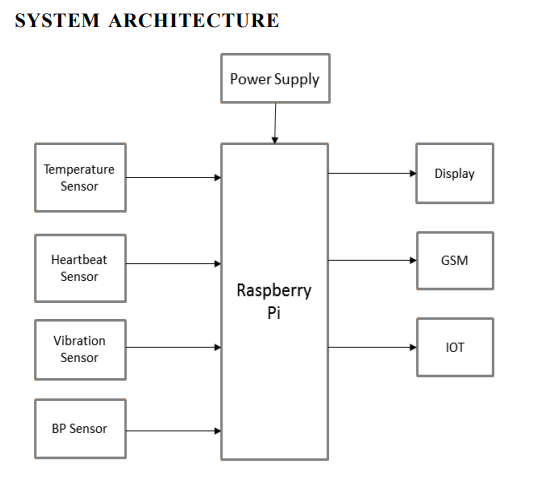 SYSTEM ARCHITECTURE
Power Supply
Temperature
Sensor
Heartbeat
Sensor
Vibration
Sensor
BP Sensor
Raspberry
Pi
Display
GSM
IOT